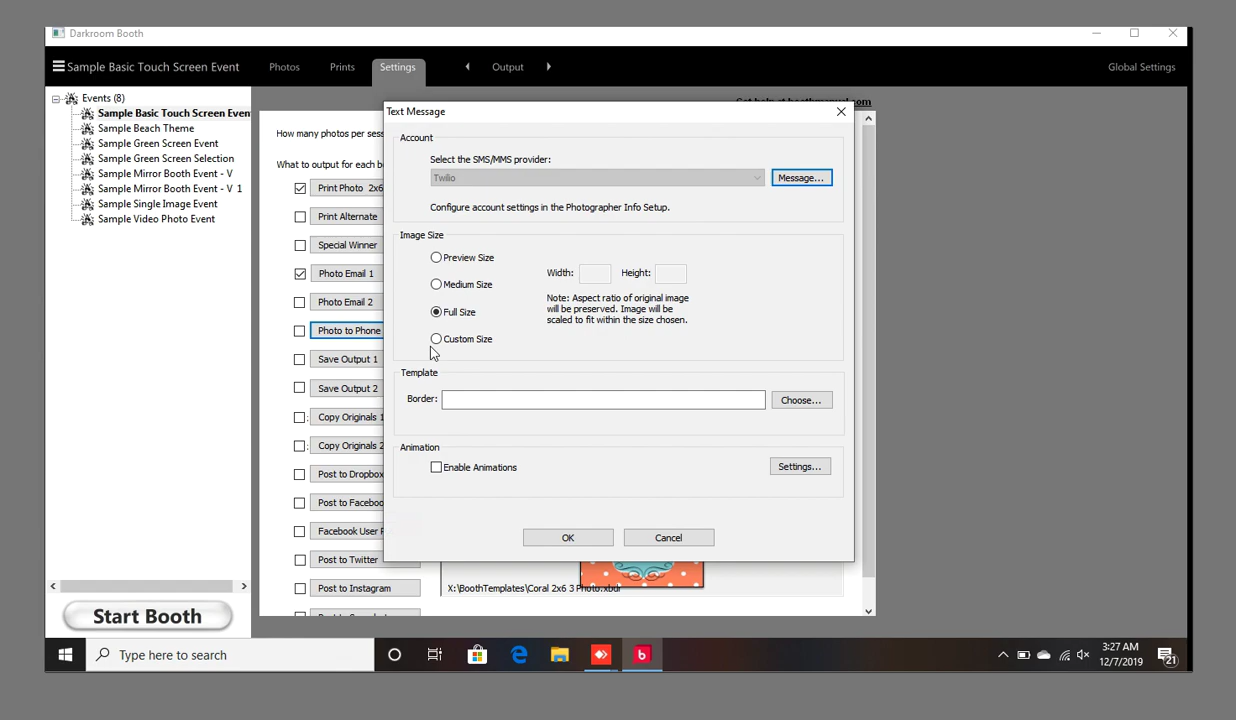 Darkroom Booth
Sample Basic Touch Screen Event
Photos
Prints
Settings
Output
Global Settings
Events (8)
Sample Basic Touch Screen Even
Sample Beach Theme
Sample Green Screen Event
Sample Green Screen Selection
Sample Mirror Booth Event - V
Sample Mirror Booth Event - V 1
Sample Single Image Event
Sample Video Photo Event
Start Booth
How many photos per sess
What to output for each b
Print Photo 2x6
Print Alternate
Special Winner
Photo Email 1
Photo Email 2
Photo to Phone
Save Output 1
Save Output 2
Copy Originals 1
Copy Originals 2
Post to Dropbox
Post to Faceboo
Facebook User P
Post to Twitter
Post to Instagram
X:\BoothTemplates\Coral 2x6 3 Photo.xbdr
Get help at boothmanual.com
Text Message
Account
Select the SMS/MMS provider:
Twilio
Message...
Configure account settings in the Photographer Info Setup.
Image Size
Preview Size
Medium Size
Full Size
Custom Size
Width:
Height:
Note: Aspect ratio of original image
will be preserved. Image will be
scaled to fit within the size chosen.
Template
Border:
Choose...
Animation
Enable Animations
Settings...
OK
Cancel
Type here to search
3:27 AM
12/7/2019
21